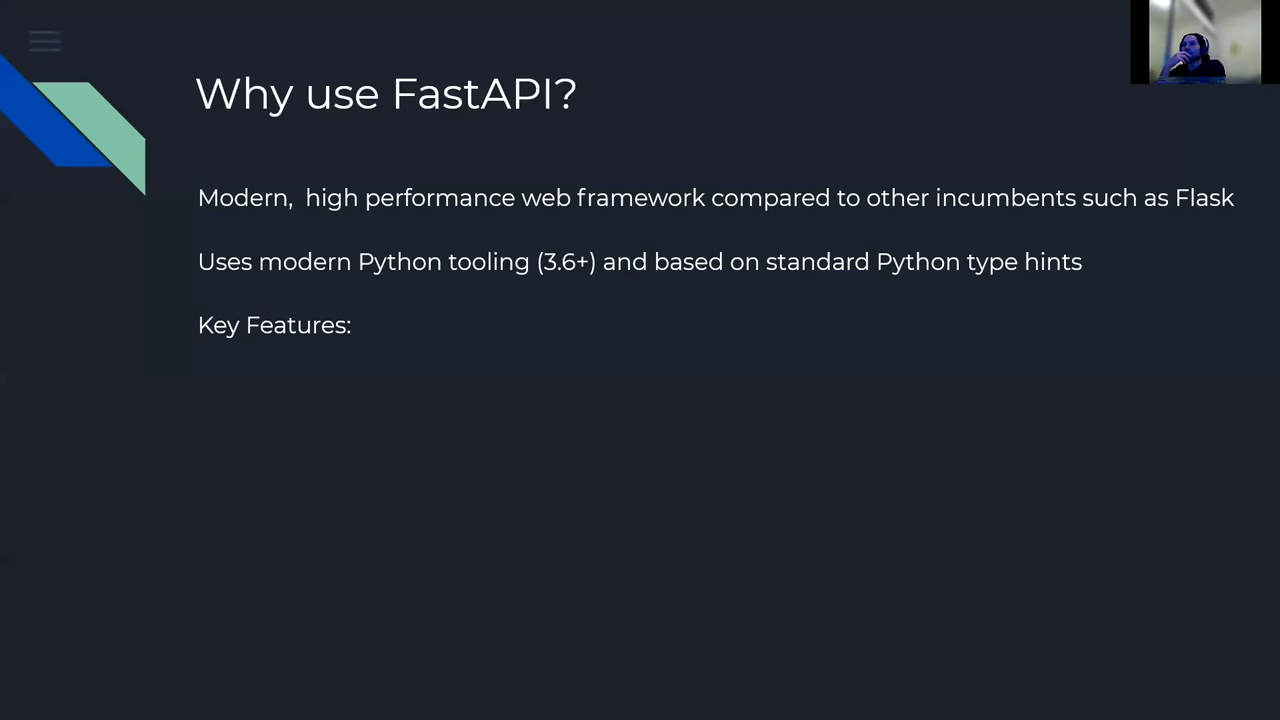 Why use FastAPI?
Modern,  high performance web framework compared to other incumbents such as Flask
Uses modern Python tooling (3.6+) and based on standard Python type hints
Key Features: